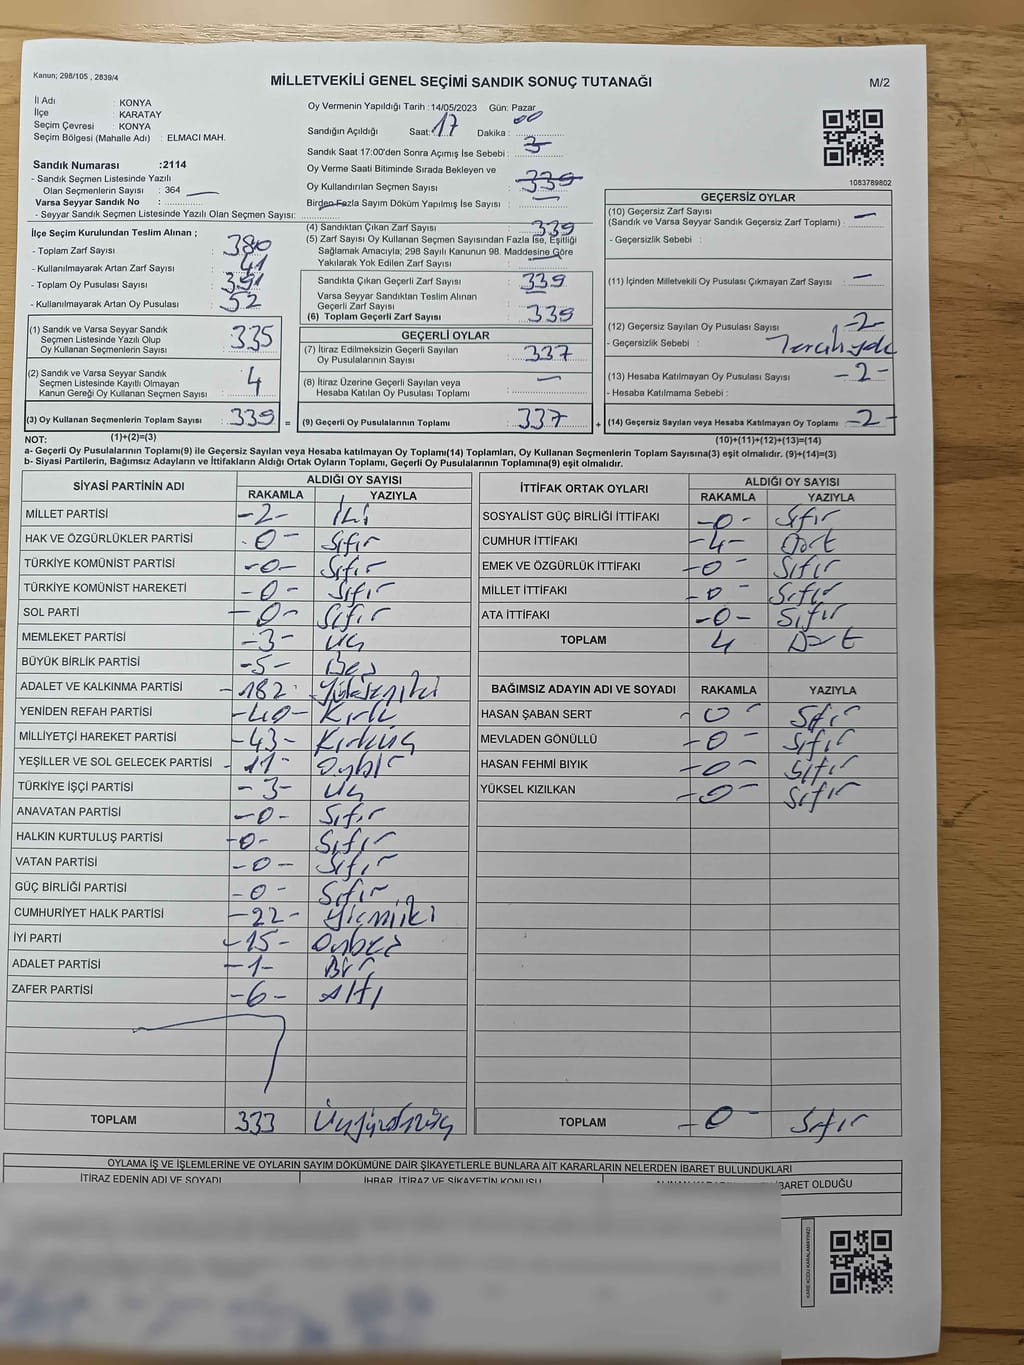 Kanun; 298/105 , 2839/4
MİLLETVEKİLİ GENEL SEÇİMİ SANDIK SONUÇ TUTANAĞI
M/2
İl Adı : KONYA
İlçe : KARATAY
Seçim Çevresi : KONYA
Seçim Bölgesi (Mahalle Adı) : ELMACI MAH.
Sandık Numarası :2114
- Sandık Seçmen Listesinde Yazılı
Olan Seçmenlerin Sayısı : 364
Varsa Seyyar Sandık No :
- Seyyar Sandık Seçmen Listesinde Yazılı Olan Seçmen Sayısı:
Oy Vermenin Yapıldığı Tarih :14/05/2023 Gün: Pazar
Sandığın Açıldığı Saat: 17 Dakika : 00
Sandık Saat 17:00'den Sonra Açımış İse Sebebi :
Oy Verme Saati Bitiminde Sırada Bekleyen ve
Oy Kullandırılan Seçmen Sayısı : 339
Birden Fazla Sayım Döküm Yapılmış İse Sayısı : —
1083789802
İlçe Seçim Kurulundan Teslim Alınan ;
- Toplam Zarf Sayısı : 380
- Kullanılmayarak Artan Zarf Sayısı : 41
- Toplam Oy Pusulası Sayısı : 391
- Kullanılmayarak Artan Oy Pusulası : 52
(1) Sandık ve Varsa Seyyar Sandık
Seçmen Listesinde Yazılı Olup
Oy Kullanan Seçmenlerin Sayısı : 335
(2) Sandık ve Varsa Seyyar Sandık
Seçmen Listesinde Kayıtlı Olmayan
Kanun Gereği Oy Kullanan Seçmen Sayısı : 4
(3) Oy Kullanan Seçmenlerin Toplam Sayısı : 339 =
(4) Sandıktan Çıkan Zarf Sayısı : 339
(5) Zarf Sayısı Oy Kullanan Seçmen Sayısından Fazla İse, Eşitliği
Sağlamak Amacıyla; 298 Sayılı Kanunun 98. Maddesine Göre
Yakılarak Yok Edilen Zarf Sayısı : —
Sandıkta Çıkan Geçerli Zarf Sayısı : 339
Varsa Seyyar Sandıktan Teslim Alınan
Geçerli Zarf Sayısı :
(6) Toplam Geçerli Zarf Sayısı : 339
GEÇERLİ OYLAR
(7) İtiraz Edilmeksizin Geçerli Sayılan
Oy Pusulalarının Sayısı : 337
(8) İtiraz Üzerine Geçerli Sayılan veya
Hesaba Katılan Oy Pusulası Toplamı : —
(9) Geçerli Oy Pusulalarının Toplamı : 337 +
GEÇERSİZ OYLAR
(10) Geçersiz Zarf Sayısı
(Sandık ve Varsa Seyyar Sandık Geçersiz Zarf Toplamı) : —
- Geçersizlik Sebebi :
(11) İçinden Milletvekili Oy Pusulası Çıkmayan Zarf Sayısı : —
(12) Geçersiz Sayılan Oy Pusulası Sayısı : -2-
- Geçersizlik Sebebi :
(13) Hesaba Katılmayan Oy Pusulası Sayısı : -2-
- Hesaba Katılmama Sebebi :
(14) Geçersiz Sayılan veya Hesaba Katılmayan Oy Toplamı : -2-
NOT: (1)+(2)=(3) (10)+(11)+(12)+(13)=(14)
a- Geçerli Oy Pusulalarının Toplamı(9) ile Geçersiz Sayılan veya Hesaba katılmayan Oy Toplamı(14) Toplamları, Oy Kullanan Seçmenlerin Toplam Sayısına(3) eşit olmalıdır. (9)+(14)=(3)
b- Siyasi Partilerin, Bağımsız Adayların ve İttifakların Aldığı Ortak Oyların Toplamı, Geçerli Oy Pusulalarının Toplamına(9) eşit olmalıdır.
SİYASİ PARTİNİN ADI ALDIĞI OY SAYISI
RAKAMLA YAZIYLA
MİLLET PARTİSİ -2- İki
HAK VE ÖZGÜRLÜKLER PARTİSİ -0- Sıfır
TÜRKİYE KOMÜNİST PARTİSİ -0- Sıfır
TÜRKİYE KOMÜNİST HAREKETİ -0- Sıfır
SOL PARTİ -0- Sıfır
MEMLEKET PARTİSİ -3- Üç
BÜYÜK BİRLİK PARTİSİ -5- Beş
ADALET VE KALKINMA PARTİSİ -182- Yükseniki
YENİDEN REFAH PARTİSİ -40- Kırk
MİLLİYETÇİ HAREKET PARTİSİ -43- Kırküç
YEŞİLLER VE SOL GELECEK PARTİSİ -11- Onbir
TÜRKİYE İŞÇİ PARTİSİ -3- Üç
ANAVATAN PARTİSİ -0- Sıfır
HALKIN KURTULUŞ PARTİSİ -0- Sıfır
VATAN PARTİSİ -0- Sıfır
GÜÇ BİRLİĞİ PARTİSİ -0- Sıfır
CUMHURİYET HALK PARTİSİ -22- Yirmiiki
İYİ PARTİ -15- Onbeş
ADALET PARTİSİ -1- Bir
ZAFER PARTİSİ -6- Altı
TOPLAM 333 Üçyüzotuzüç
İTTİFAK ORTAK OYLARI ALDIĞI OY SAYISI
RAKAMLA YAZIYLA
SOSYALİST GÜÇ BİRLİĞİ İTTİFAKI -0- Sıfır
CUMHUR İTTİFAKI -4- Dört
EMEK VE ÖZGÜRLÜK İTTİFAKI -0- Sıfır
MİLLET İTTİFAKI -0- Sıfır
ATA İTTİFAKI -0- Sıfır
TOPLAM 4 Dört
BAĞIMSIZ ADAYIN ADI VE SOYADI RAKAMLA YAZIYLA
HASAN ŞABAN SERT -0- Sıfır
MEVLADEN GÖNÜLLÜ -0- Sıfır
HASAN FEHMİ BIYIK -0- Sıfır
YÜKSEL KIZILKAN -0- Sıfır
TOPLAM -0- Sıfır
OYLAMA İŞ VE İŞLEMLERİNE VE OYLARIN SAYIM DÖKÜMÜNE DAİR ŞİKAYETLERLE BUNLARA AİT KARARLARIN NELERDEN İBARET BULUNDUKLARI
İTİRAZ EDENİN ADI VE SOYADI İHBAR, İTİRAZ VE ŞİKAYETİN KONUSU İBARET OLDUĞU
KARE KODU KARALAMAYINIZ!